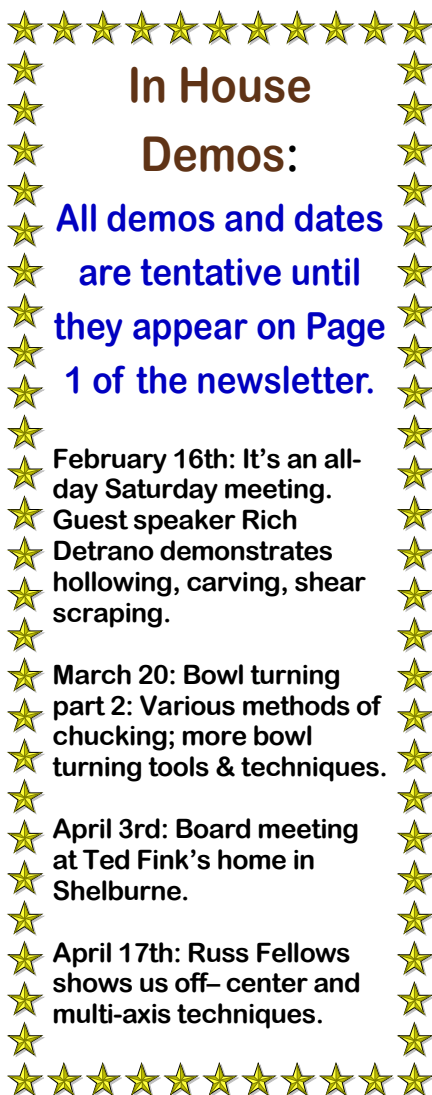 In House
Demos:
All demos and dates
are tentative until
they appear on Page
1 of the newsletter.
February 16th: It’s an all-
day Saturday meeting.
Guest speaker Rich
Detrano demonstrates
hollowing, carving, shear
scraping.
March 20: Bowl turning
part 2: Various methods of
chucking; more bowl
turning tools & techniques.
April 3rd: Board meeting
at Ted Fink’s home in
Shelburne.
April 17th: Russ Fellows
shows us off– center and
multi-axis techniques.